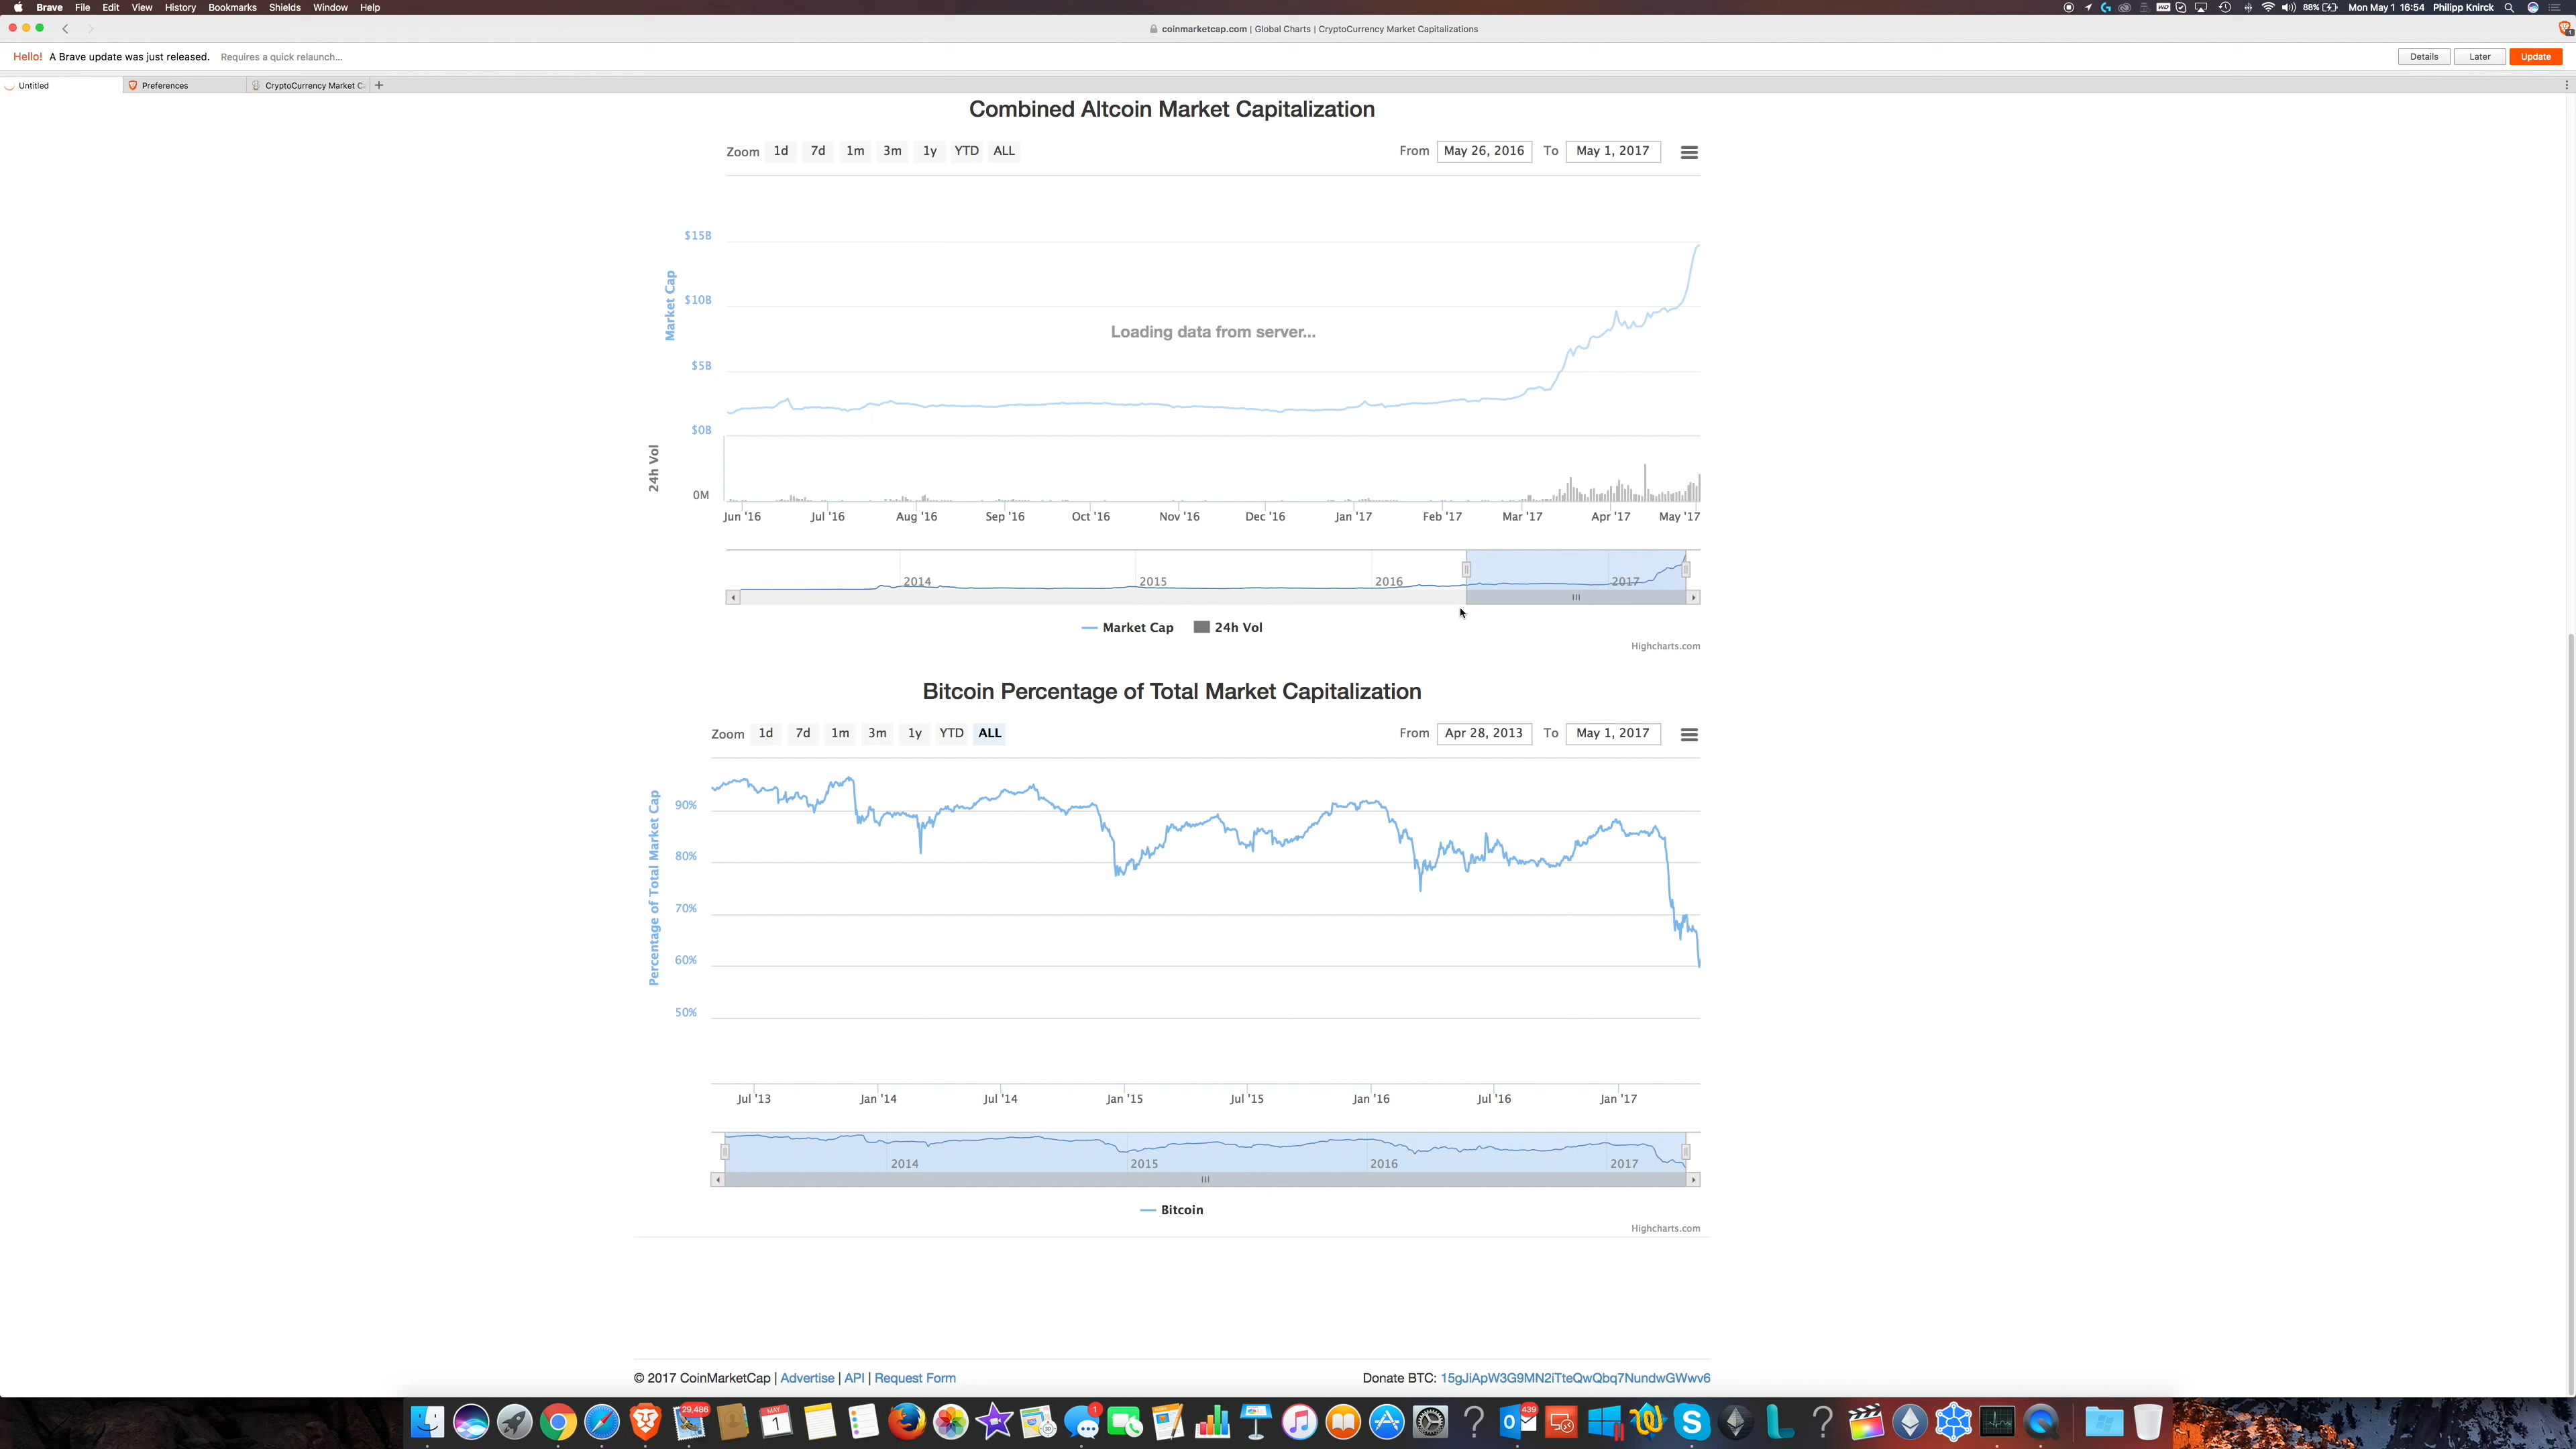 Brave File Edit View History Bookmarks Shields Window Help
88% Mon May 1 16:54 Philipp Knirck
coinmarketcap.com | Global Charts | CryptoCurrency Market Capitalizations
Hello! A Brave update was just released. Requires a quick relaunch...
Details Later Update
Untitled Preferences CryptoCurrency Market Ca
Combined Altcoin Market Capitalization
Zoom 1d 7d 1m 3m 1y YTD ALL
From May 26, 2016 To May 1, 2017
$15B
$10B
$5B
$0B
Market Cap
Loading data from server...
24h Vol
0M
Jun '16 Jul '16 Aug '16 Sep '16 Oct '16 Nov '16 Dec '16 Jan '17 Feb '17 Mar '17 Apr '17 May '17
2014 2015 2016 2017
Market Cap 24h Vol
Highcharts.com
Bitcoin Percentage of Total Market Capitalization
Zoom 1d 7d 1m 3m 1y YTD ALL
From Apr 28, 2013 To May 1, 2017
90%
80%
70%
60%
50%
Percentage of Total Market Cap
Jul '13 Jan '14 Jul '14 Jan '15 Jul '15 Jan '16 Jul '16 Jan '17
2014 2015 2016 2017
Bitcoin
Highcharts.com
© 2017 CoinMarketCap | Advertise | API | Request Form
Donate BTC: 15gJiApW3G9MN2iTteQwQbq7NundwGWwv6
29,486
MAY
1
1
439